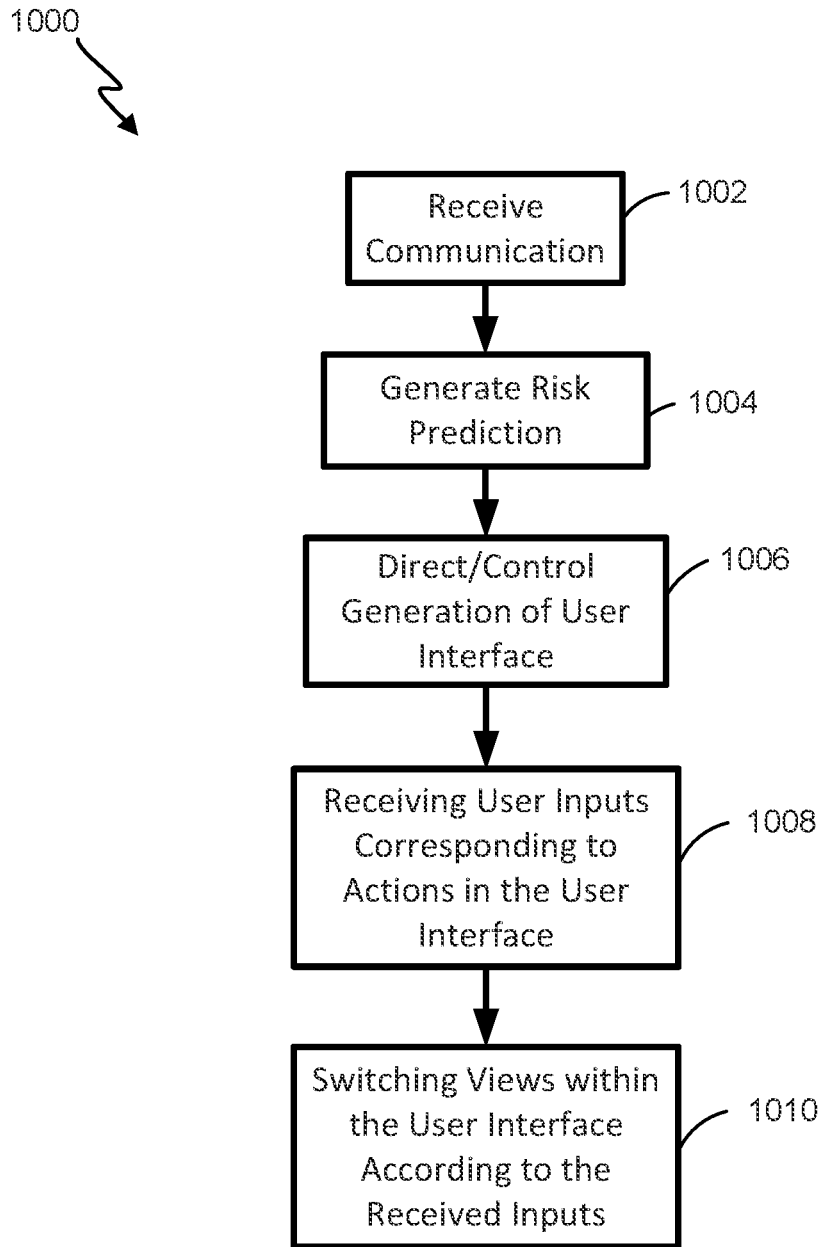 1000
Receive
Communication
1002
Generate Risk
Prediction
1004
Direct/Control
Generation of User
Interface
1006
Receiving User Inputs
Corresponding to
Actions in the User
Interface
1008
Switching Views within
the User Interface
According to the
Received Inputs
1010